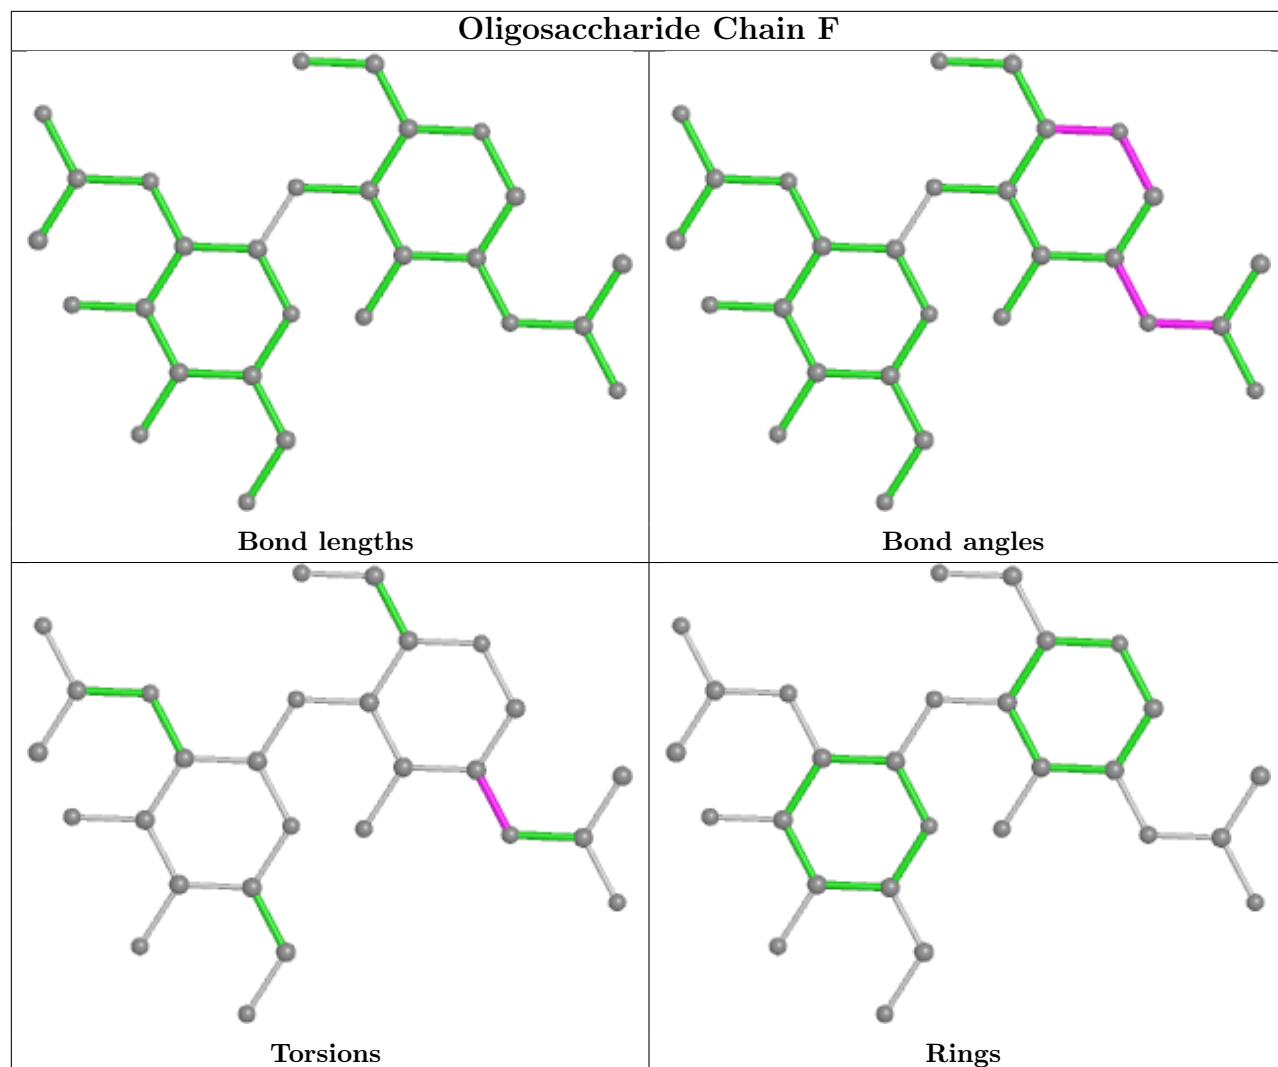 Oligosaccharide Chain F
Bond lengths
Bond angles
Torsions
Rings